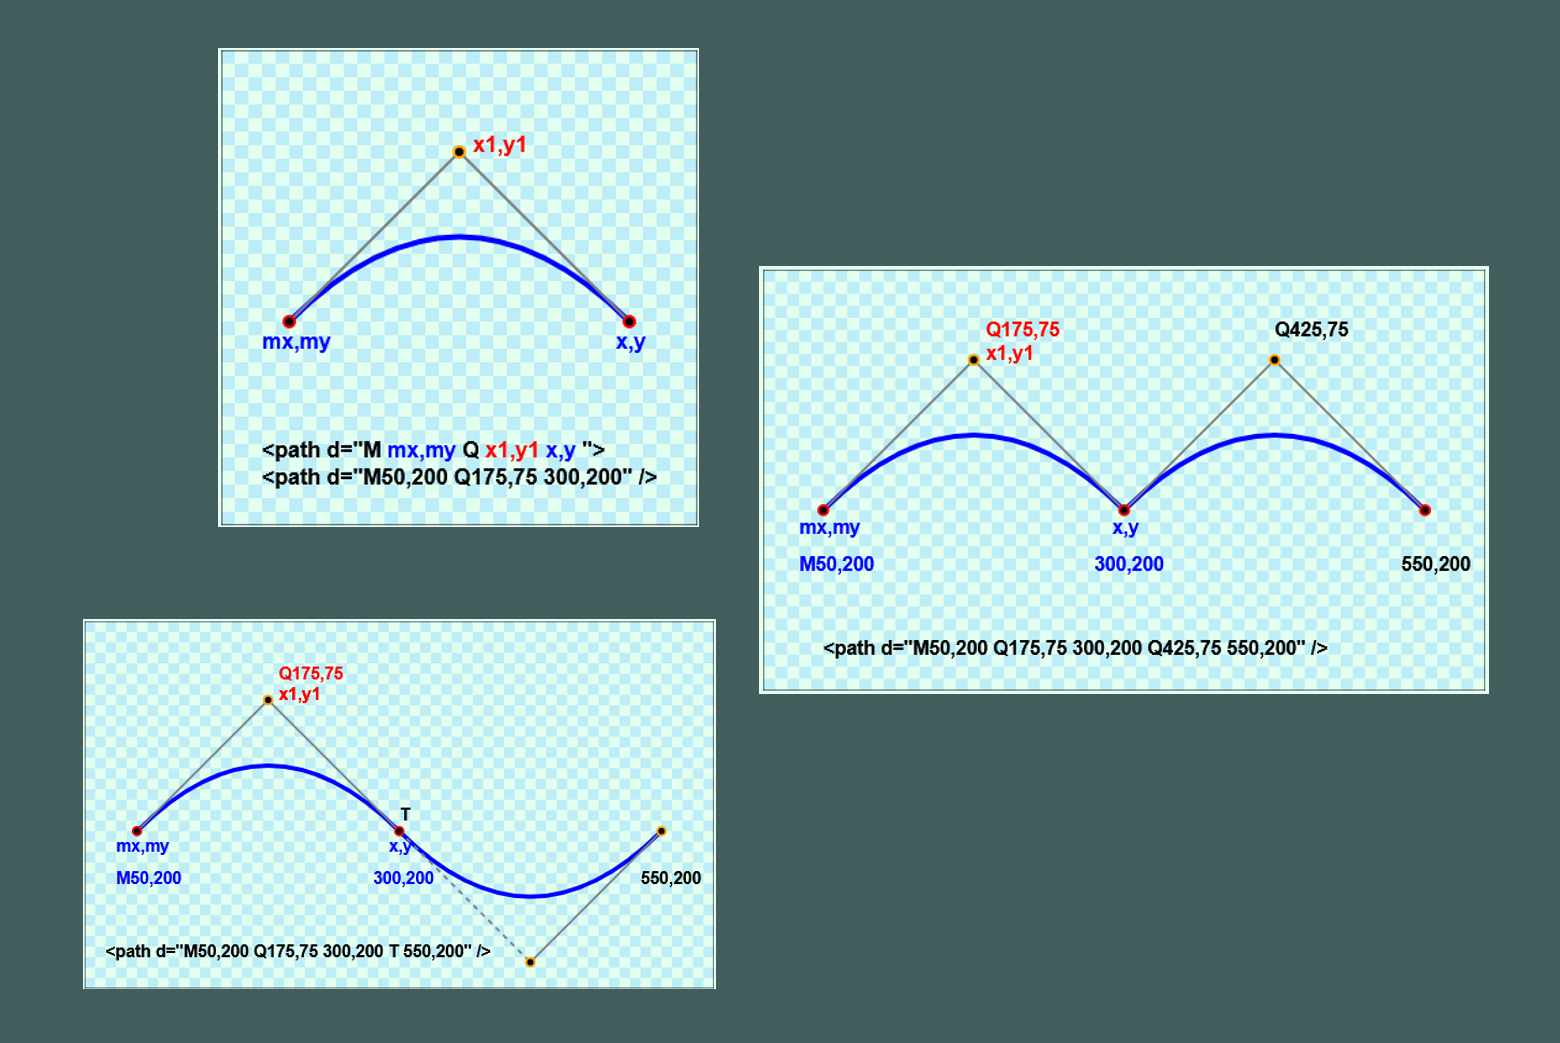 x1,y1
mx,my
x,y
<path d="M mx,my Q x1,y1 x,y ">
<path d="M50,200 Q175,75 300,200" />
Q175,75
x1,y1
Q425,75
mx,my
x,y
M50,200
300,200
550,200
<path d="M50,200 Q175,75 300,200 Q425,75 550,200" />
Q175,75
x1,y1
T
mx,my
x,y
M50,200
300,200
550,200
<path d="M50,200 Q175,75 300,200 T 550,200" />